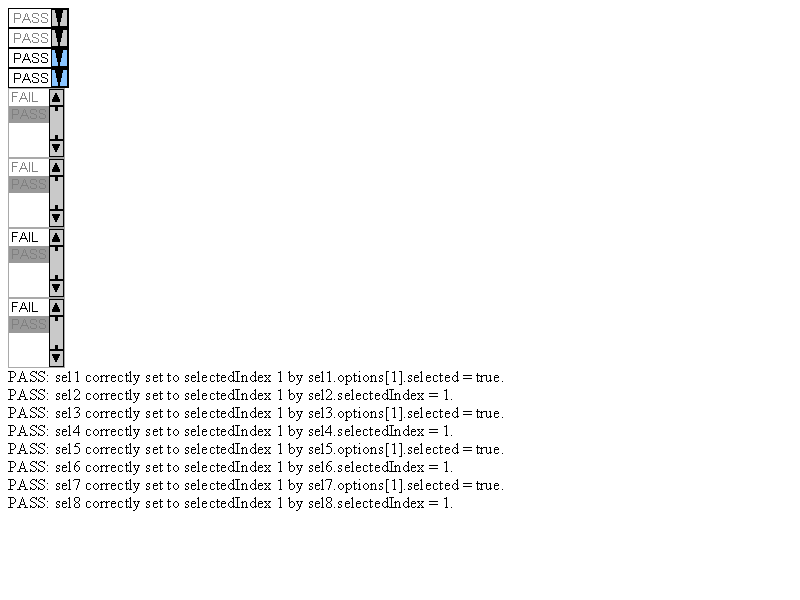 PASS
PASS
PASS
PASS
FAIL
PASS
FAIL
PASS
FAIL
PASS
FAIL
PASS
PASS: sel1 correctly set to selectedIndex 1 by sel1.options[1].selected = true.
PASS: sel2 correctly set to selectedIndex 1 by sel2.selectedIndex = 1.
PASS: sel3 correctly set to selectedIndex 1 by sel3.options[1].selected = true.
PASS: sel4 correctly set to selectedIndex 1 by sel4.selectedIndex = 1.
PASS: sel5 correctly set to selectedIndex 1 by sel5.options[1].selected = true.
PASS: sel6 correctly set to selectedIndex 1 by sel6.selectedIndex = 1.
PASS: sel7 correctly set to selectedIndex 1 by sel7.options[1].selected = true.
PASS: sel8 correctly set to selectedIndex 1 by sel8.selectedIndex = 1.